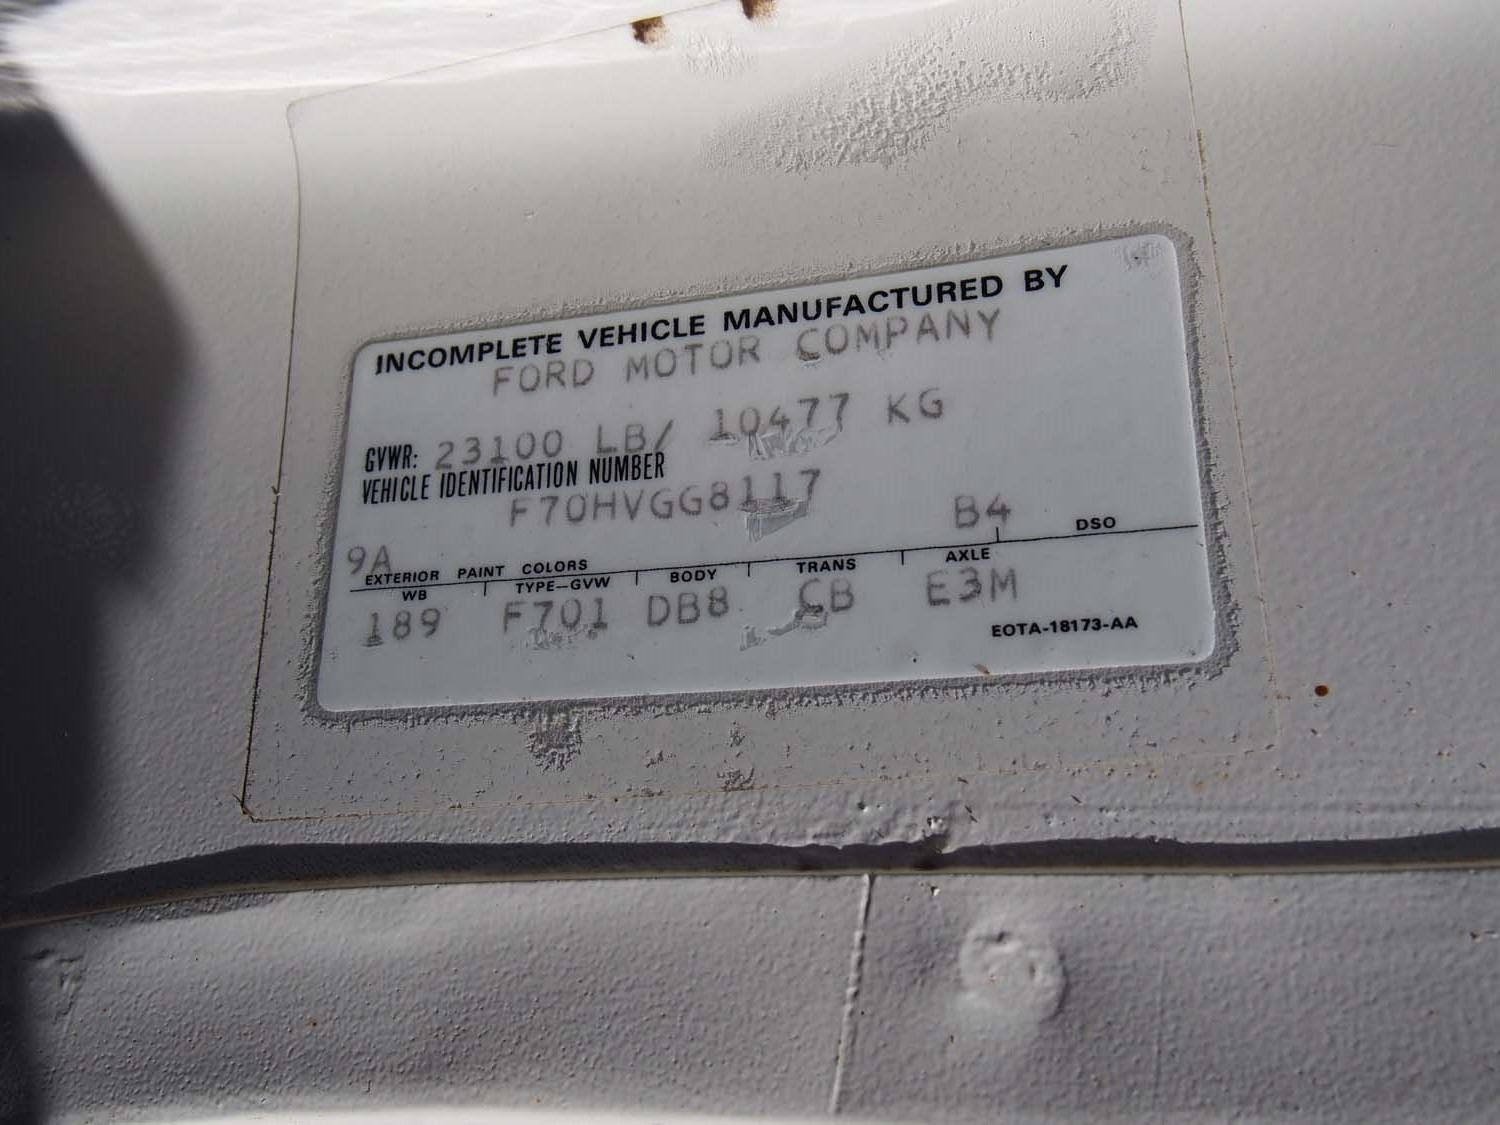 INCOMPLETE VEHICLE MANUFACTURED BY
FORD MOTOR COMPANY
GVWR: 23100 LB/ 10477 KG
VEHICLE IDENTIFICATION NUMBER
F70HVGG8117
9A B4
EXTERIOR PAINT COLORS DSO
WB TYPE-GVW BODY TRANS AXLE
189 F701 DB8 CB E3M
EOTA-18173-AA